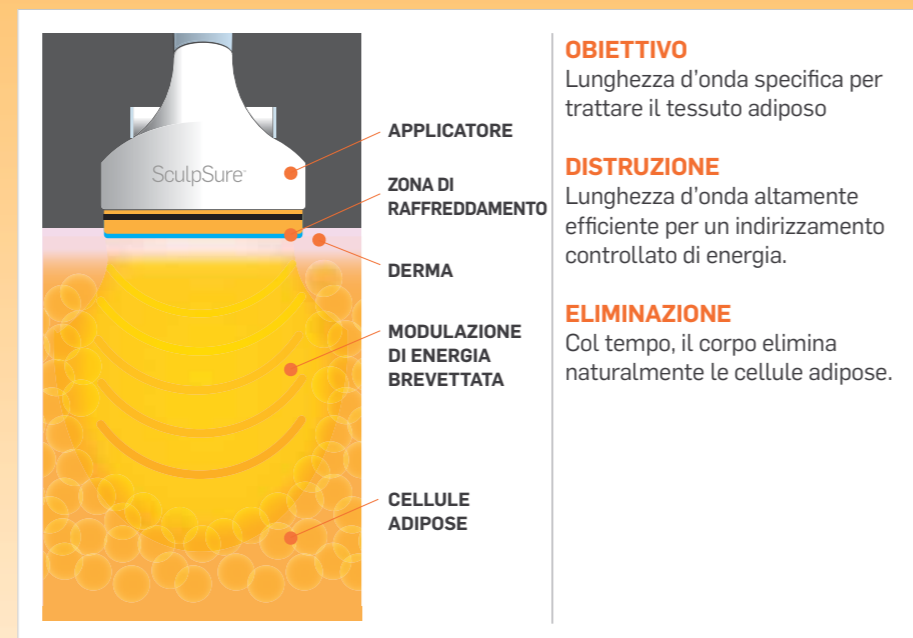 SculpSure
APPLICATORE
ZONA DI
RAFFREDDAMENTO
DERMA
MODULAZIONE
DI ENERGIA
BREVETTATA
CELLULE
ADIPOSE
OBIETTIVO
Lunghezza d’onda specifica per
trattare il tessuto adiposo
DISTRUZIONE
Lunghezza d’onda altamente
efficiente per un indirizzamento
controllato di energia.
ELIMINAZIONE
Col tempo, il corpo elimina
naturalmente le cellule adipose.